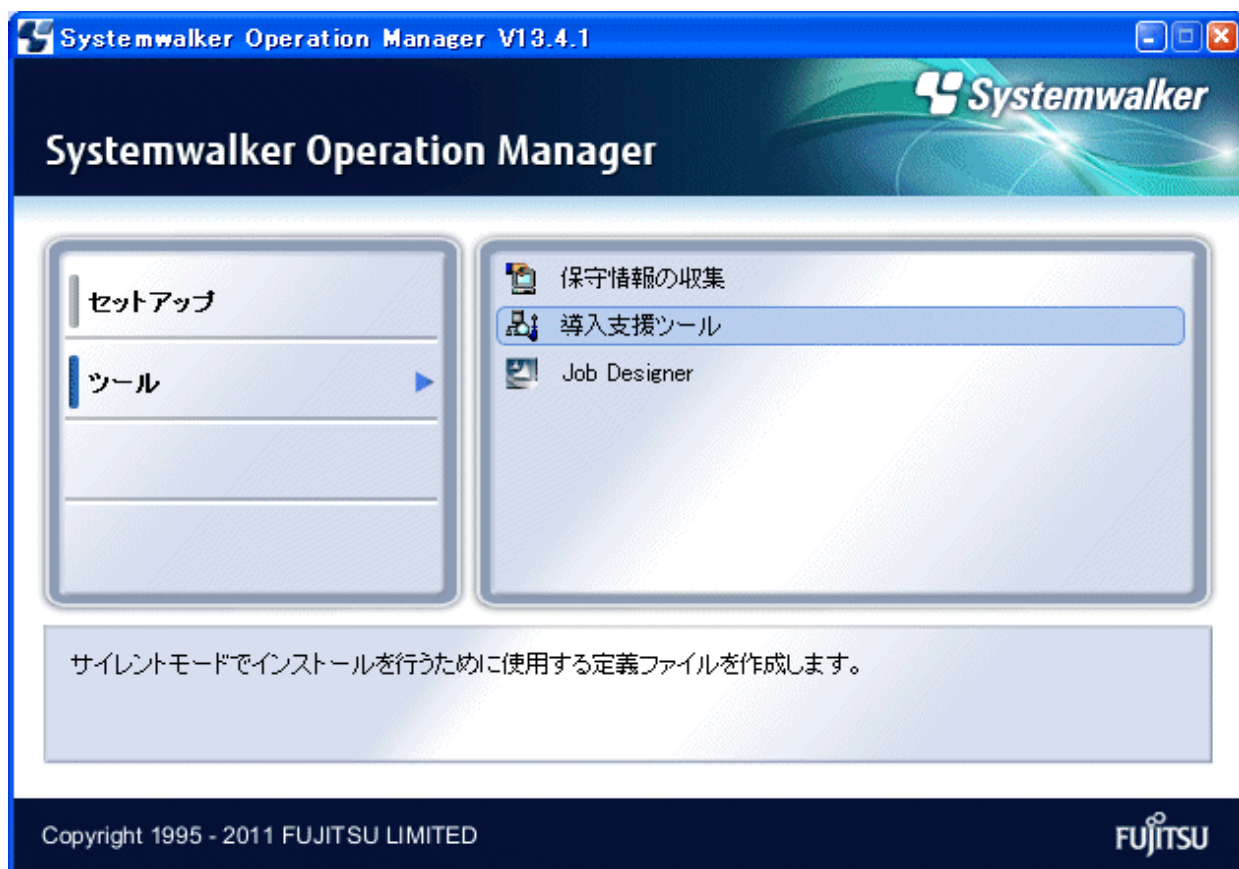 Systemwalker Operation Manager V13.4.1
Systemwalker
Systemwalker Operation Manager
セットアップ
ツール
保守情報の収集
導入支援ツール
Job Designer
サイレントモードでインストールを行うために使用する定義ファイルを作成します。
Copyright 1995 - 2011 FUJITSU LIMITED
FUJITSU